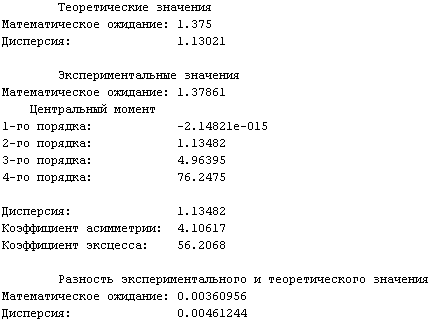 Теоретические значения
Математическое ожидание: 1.375
Дисперсия: 1.13021
Экспериментальные значения
Математическое ожидание: 1.37861
Центральный момент
1-го порядка: -2.14821e-015
2-го порядка: 1.13482
3-го порядка: 4.96395
4-го порядка: 76.2475
Дисперсия: 1.13482
Коэффициент асимметрии: 4.10617
Коэффициент эксцесса: 56.2068
Разность экспериментального и теоретического значения
Математическое ожидание: 0.00360956
Дисперсия: 0.00461244